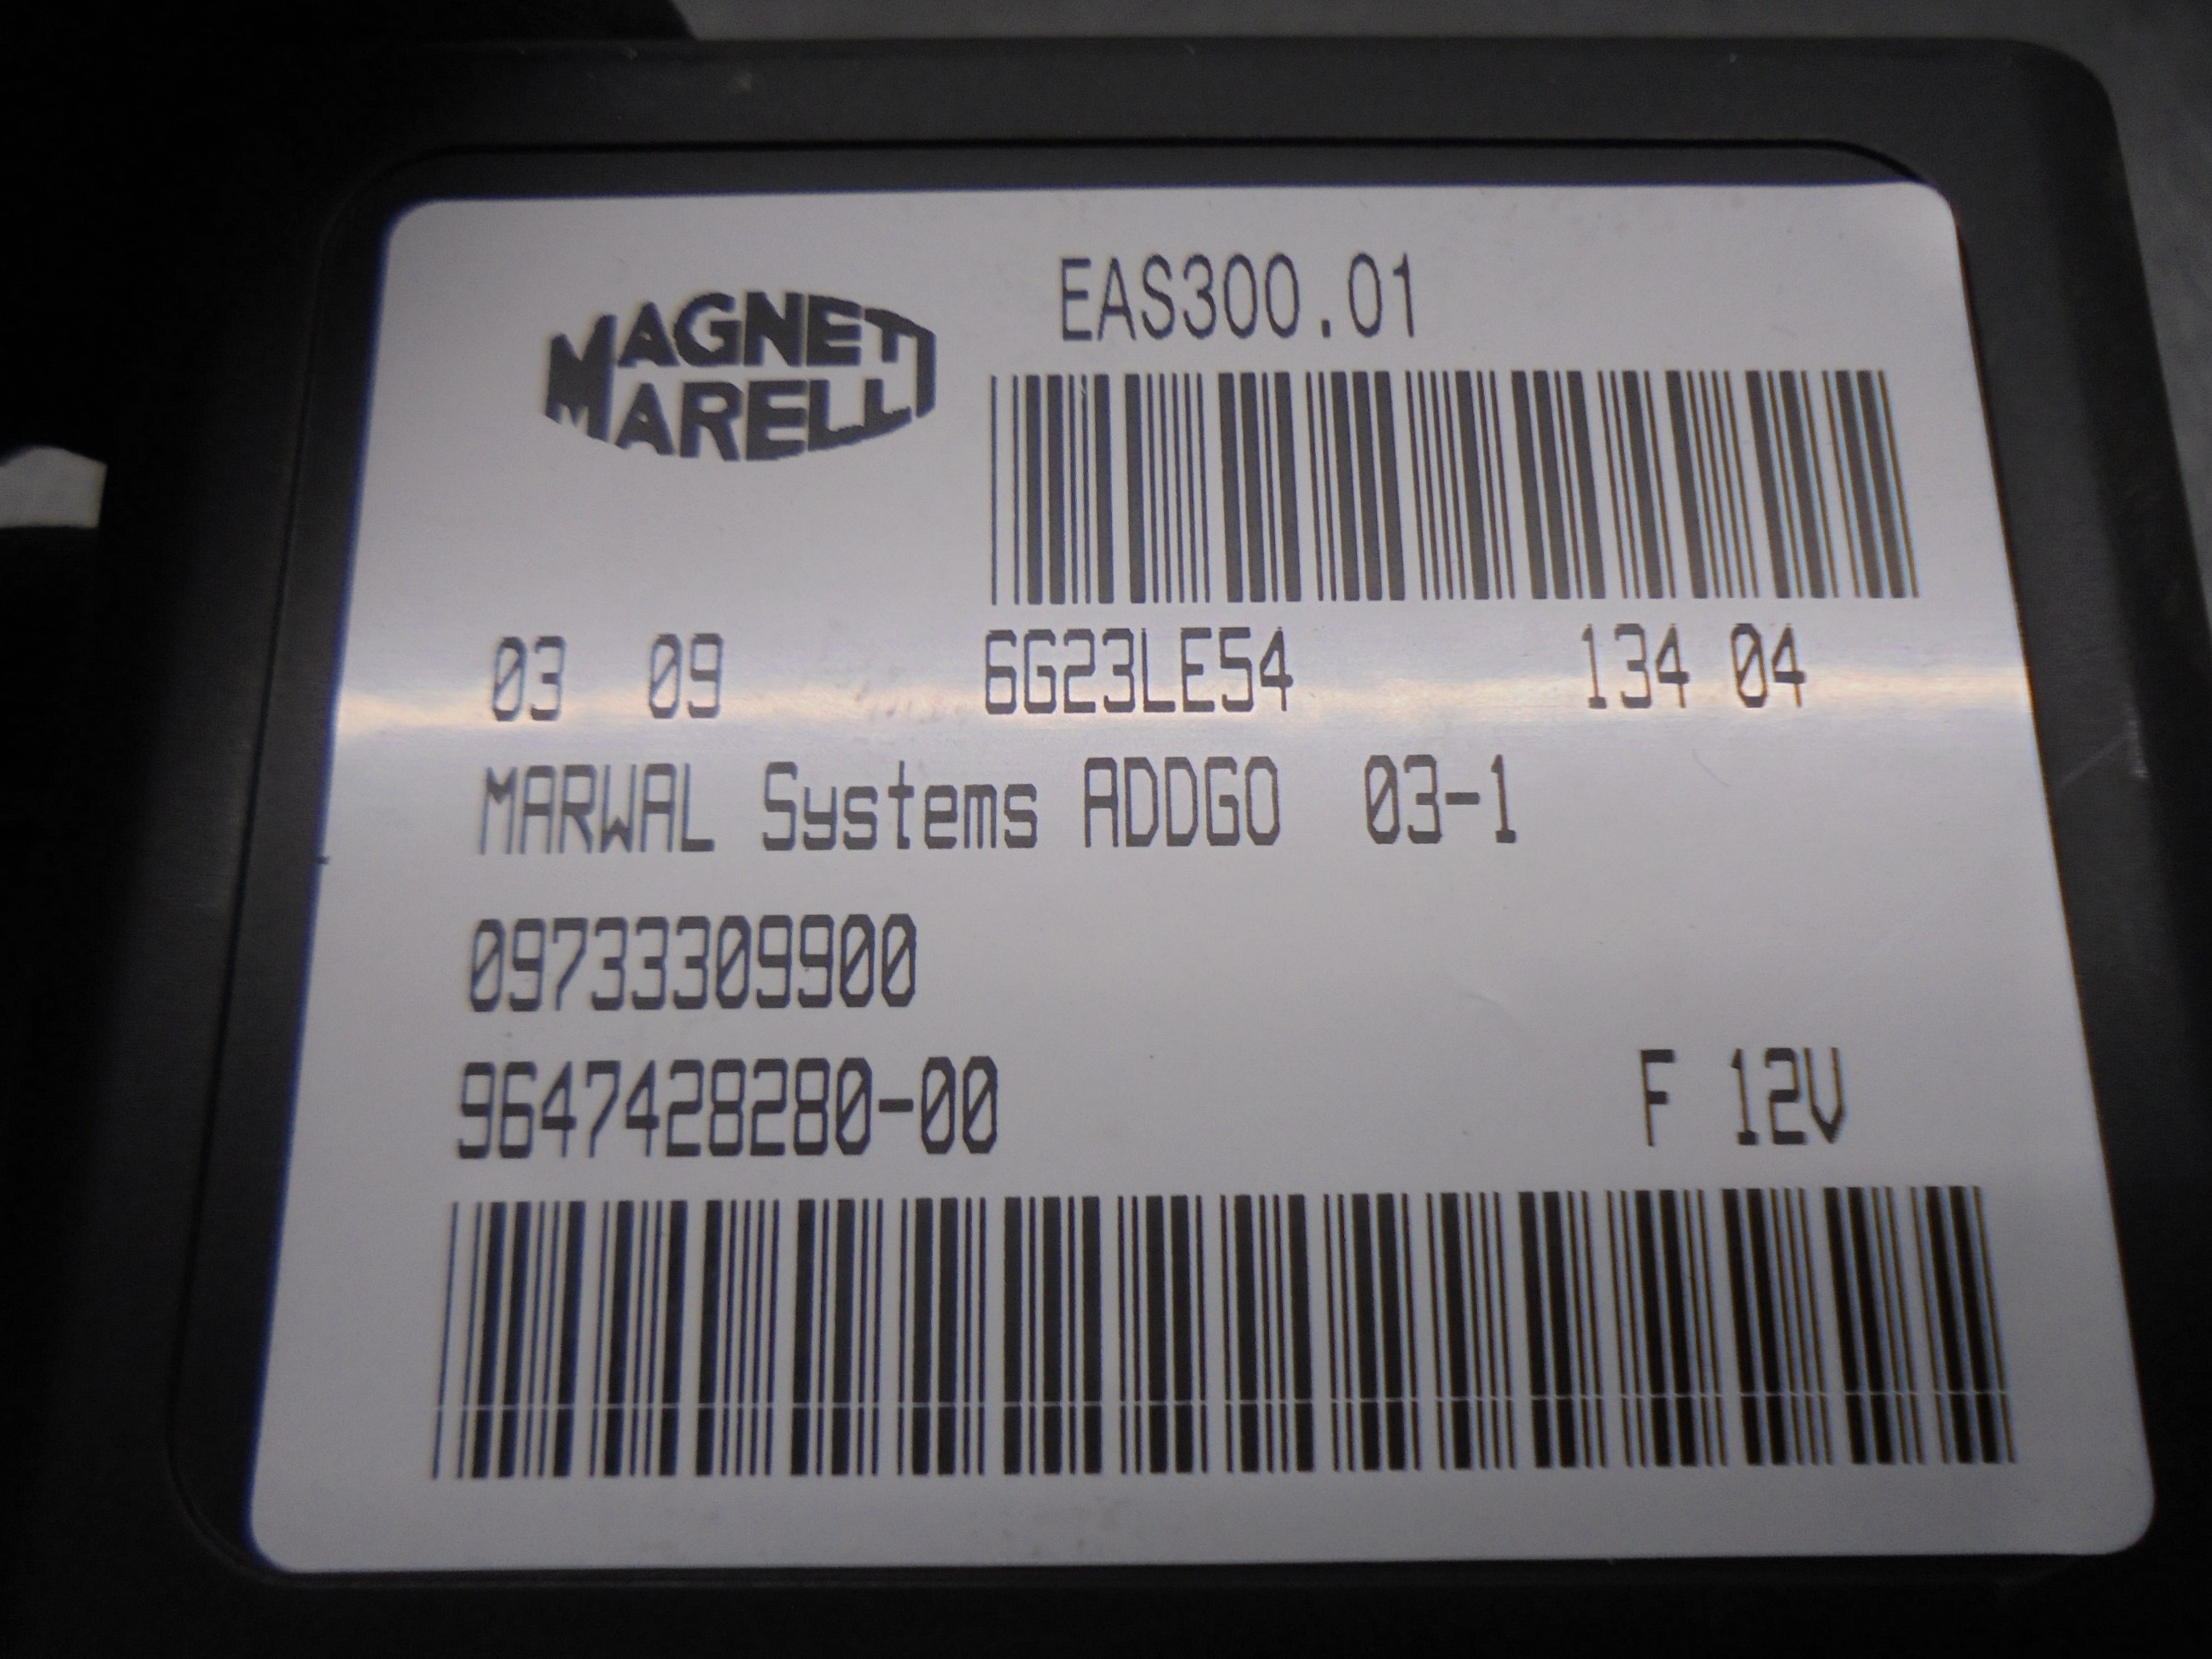 MAGNETI
MARELLI
EAS300.01
03 09 6G23LE54 134 04
MARWAL Systems ADDGO 03-1
09733309900
9647428280-00 F 12V